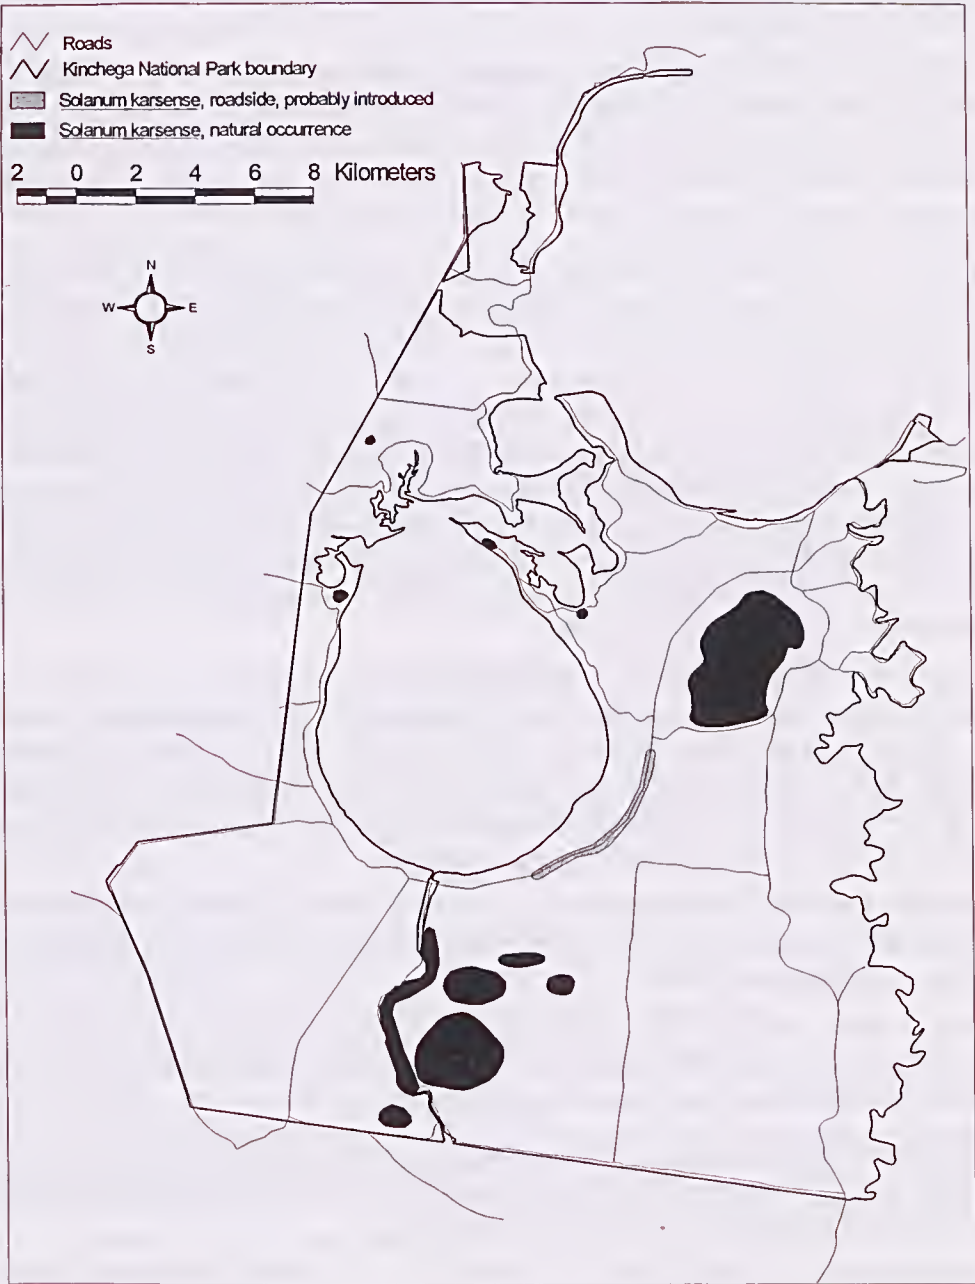 Roads
Kinchega National Park boundary
Solanum karsense, roadside, probably introduced
Solanum karsense, natural occurrence
2 0 2 4 6 8 Kilometers
N
W E
S